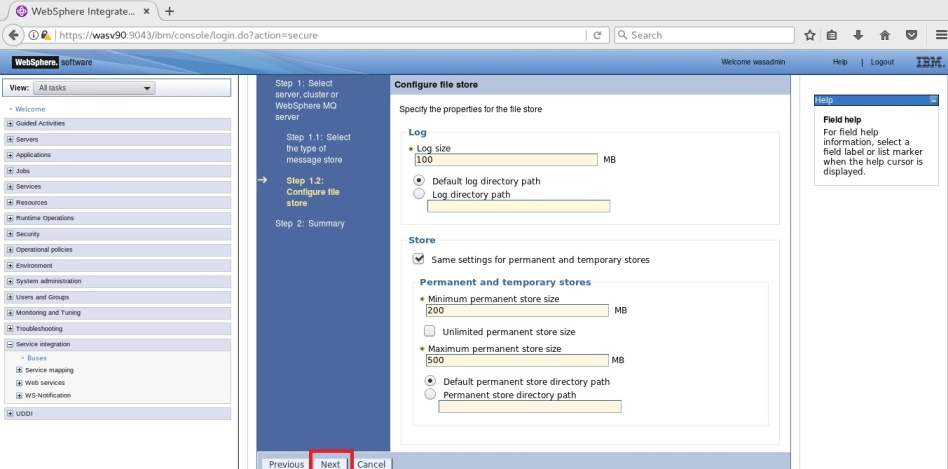 WebSphere Integrate...
https://wasv90:9043/ibm/console/login.do?action=secure
Search
WebSphere. software
Welcome wasadmin
Help | Logout
IBM.
View: All tasks
Welcome
Guided Activities
Servers
Applications
Jobs
Services
Resources
Runtime Operations
Security
Operational policies
Environment
System administration
Users and Groups
Monitoring and Tuning
Troubleshooting
Service integration
Buses
Service mapping
Web services
WS-Notification
UDDI
Step 1: Select
server, cluster or
WebSphere MQ
server
Step 1.1: Select
the type of
message store
Step 1.2:
Configure file
store
Step 2: Summary
Configure file store
Specify the properties for the file store
Log
* Log size
100 MB
Default log directory path
Log directory path
Store
Same settings for permanent and temporary stores
Permanent and temporary stores
* Minimum permanent store size
200 MB
Unlimited permanent store size
* Maximum permanent store size
500 MB
Default permanent store directory path
Permanent store directory path
Previous Next Cancel
Help
Field help
For field help
information, select a
field label or list marker
when the help cursor is
displayed.